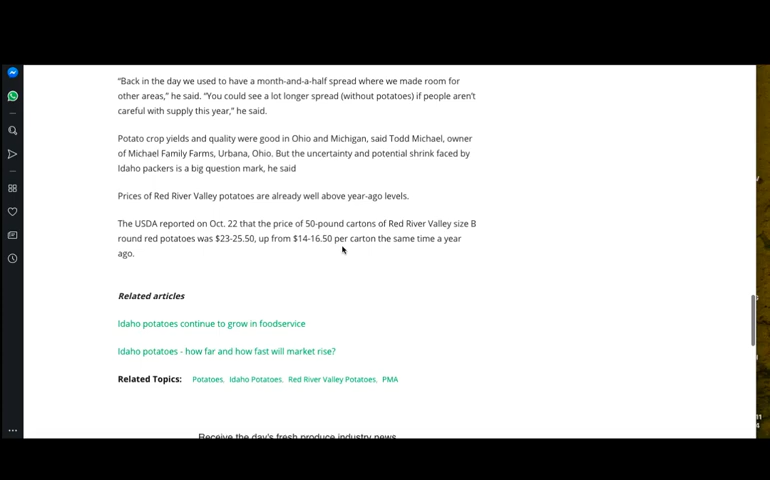 “Back in the day we used to have a month-and-a-half spread where we made room for
other areas,” he said. “You could see a lot longer spread (without potatoes) if people aren’t
careful with supply this year,” he said.
Potato crop yields and quality were good in Ohio and Michigan, said Todd Michael, owner
of Michael Family Farms, Urbana, Ohio. But the uncertainty and potential shrink faced by
Idaho packers is a big question mark, he said
Prices of Red River Valley potatoes are already well above year-ago levels.
The USDA reported on Oct. 22 that the price of 50-pound cartons of Red River Valley size B
round red potatoes was $23-25.50, up from $14-16.50 per carton the same time a year
ago.
Related articles
Idaho potatoes continue to grow in foodservice
Idaho potatoes - how far and how fast will market rise?
Related Topics: Potatoes, Idaho Potatoes, Red River Valley Potatoes, PMA
Receive the day's fresh produce industry news